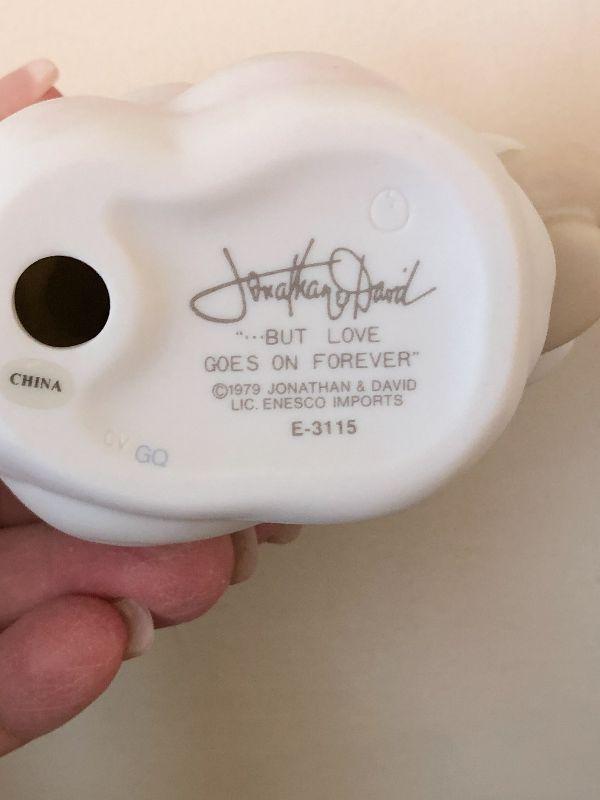 Jonathan & David
"...BUT LOVE
GOES ON FOREVER"
©1979 JONATHAN & DAVID
LIC. ENESCO IMPORTS
E-3115
CHINA
GQ